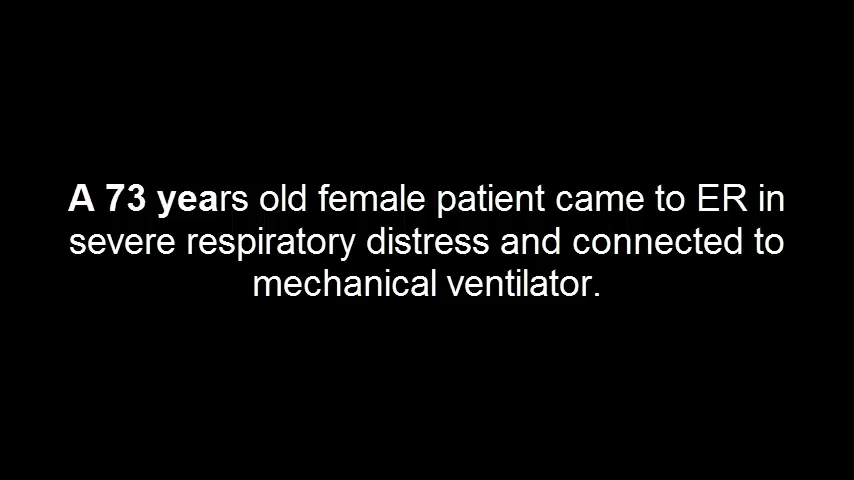 A 73 years old female patient came to ER in
severe respiratory distress and connected to
mechanical ventilator.